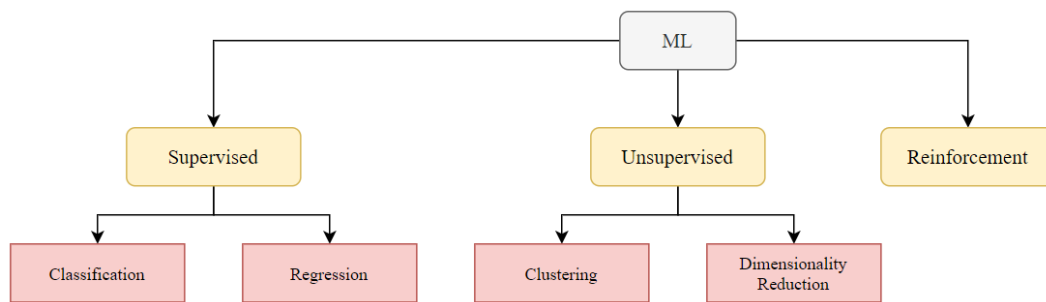 ML
Supervised
Unsupervised
Reinforcement
Classification
Regression
Clustering
Dimensionality
Reduction